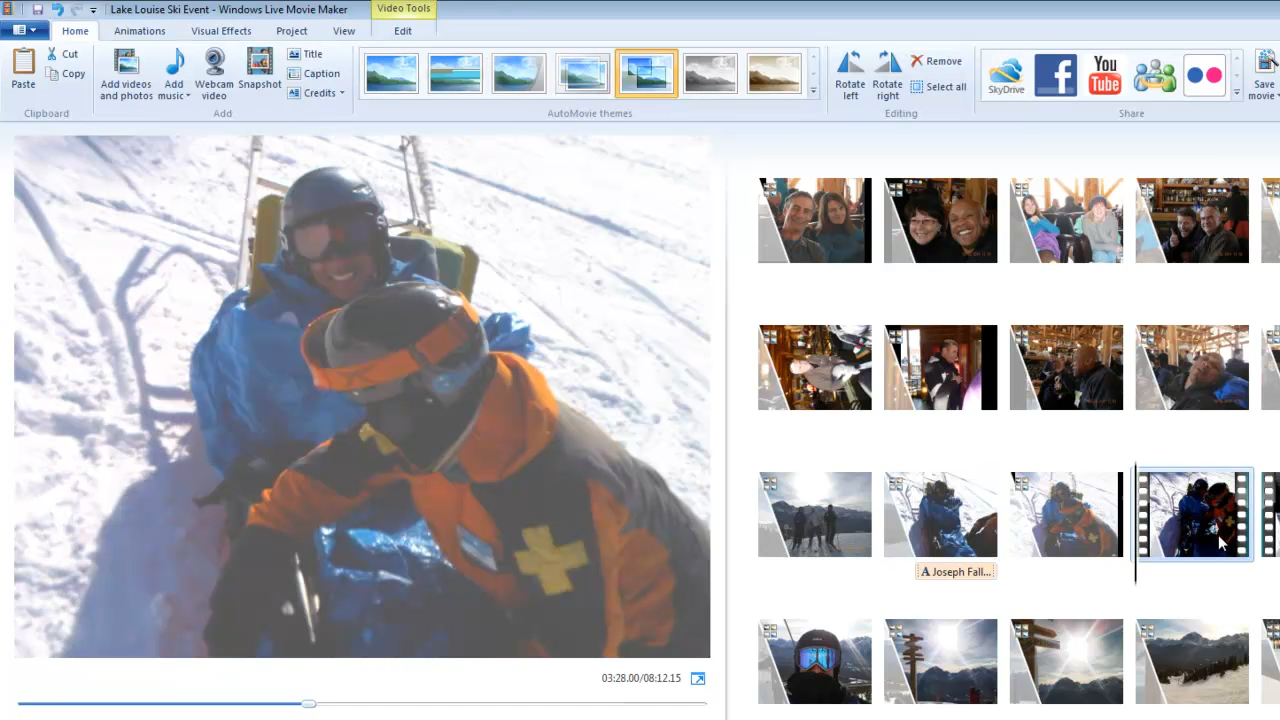 Lake Louise Ski Event - Windows Live Movie Maker
Video Tools
Home
Animations
Visual Effects
Project
View
Edit
Paste
Cut
Copy
Clipboard
Add videos and photos
Add music
Webcam video
Snapshot
Title
Caption
Credits
Add
AutoMovie themes
Rotate left
Rotate right
Remove
Select all
Editing
SkyDrive
You Tube
Share
Save movie
A Joseph Fall...
03:28.00/08:12.15